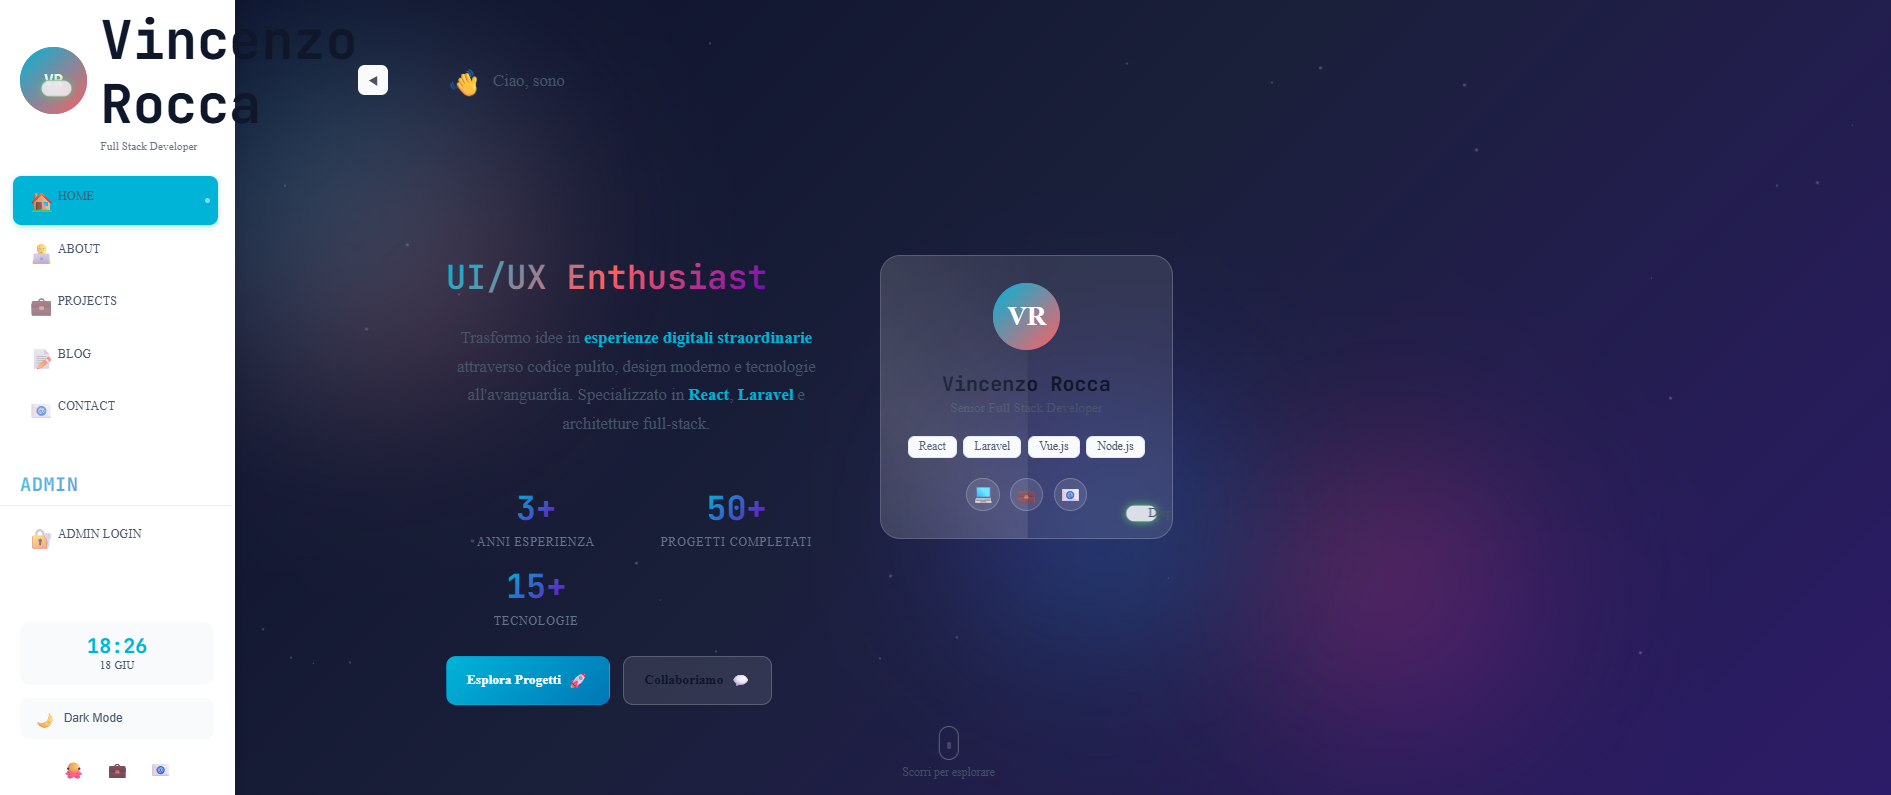 VR
Vincenzo
Rocca
Full Stack Developer
HOME
ABOUT
PROJECTS
BLOG
CONTACT
ADMIN
ADMIN LOGIN
18:26
18 GIU
Dark Mode
Ciao, sono
UI/UX Enthusiast
Trasformo idee in esperienze digitali straordinarie
attraverso codice pulito, design moderno e tecnologie
all'avanguardia. Specializzato in React, Laravel e
architetture full-stack.
3+
ANNI ESPERIENZA
50+
PROGETTI COMPLETATI
15+
TECNOLOGIE
Esplora Progetti
Collaboriamo
VR
Vincenzo Rocca
Senior Full Stack Developer
React Laravel Vue.js Node.js
Scorri per esplorare